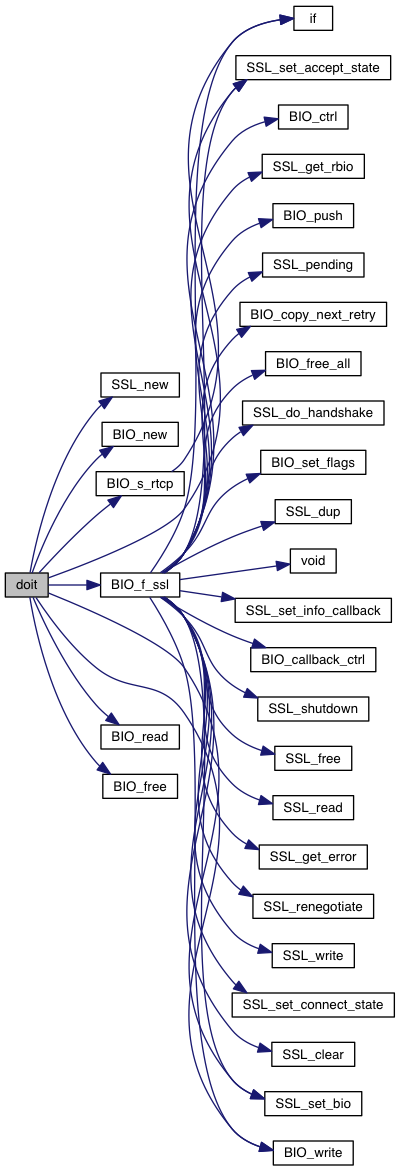 if
SSL_set_accept_state
BIO_ctrl
SSL_get_rbio
BIO_push
SSL_pending
BIO_copy_next_retry
BIO_free_all
SSL_new
SSL_do_handshake
BIO_new
BIO_set_flags
BIO_s_rtcp
SSL_dup
void
doit
BIO_f_ssl
SSL_set_info_callback
BIO_callback_ctrl
SSL_shutdown
BIO_read
SSL_free
BIO_free
SSL_read
SSL_get_error
SSL_renegotiate
SSL_write
SSL_set_connect_state
SSL_clear
SSL_set_bio
BIO_write